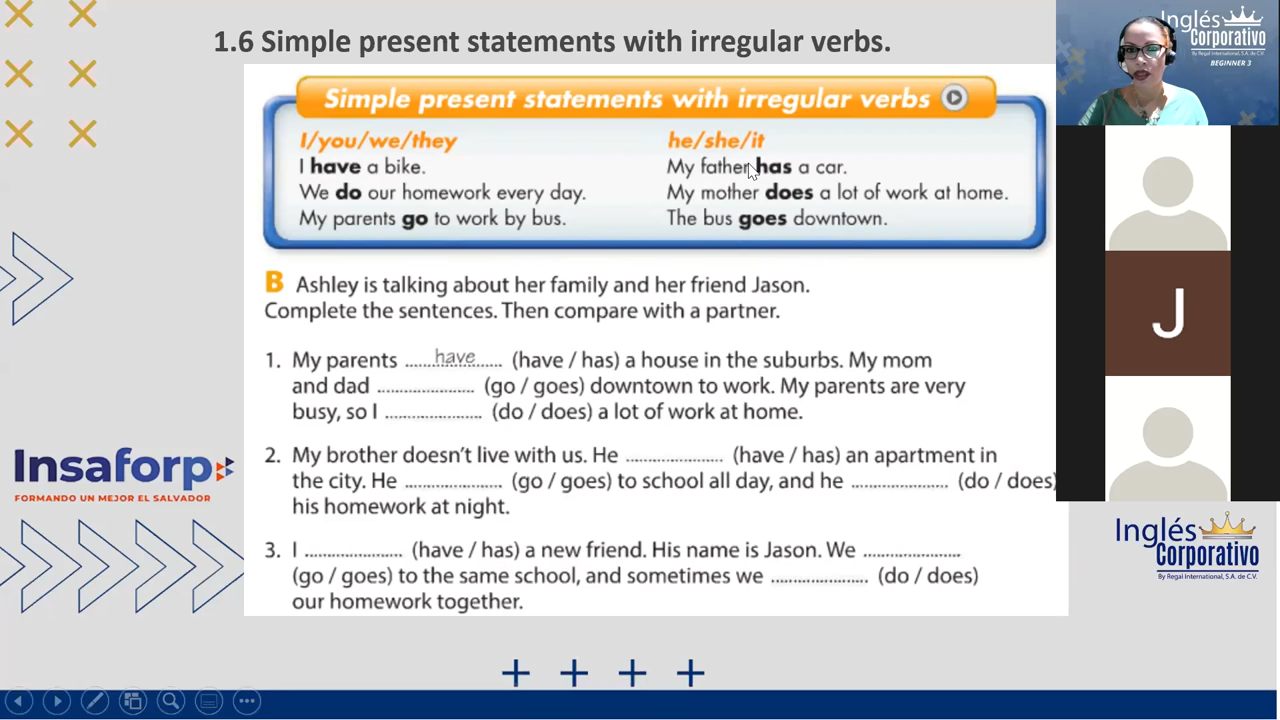 1.6 Simple present statements with irregular verbs.
Simple present statements with irregular verbs
I/you/we/they
I have a bike.
We do our homework every day.
My parents go to work by bus.
he/she/it
My father has a car.
My mother does a lot of work at home.
The bus goes downtown.
B Ashley is talking about her family and her friend Jason.
Complete the sentences. Then compare with a partner.
1. My parents ......have...... (have / has) a house in the suburbs. My mom
and dad ........................ (go / goes) downtown to work. My parents are very
busy, so I ........................ (do / does) a lot of work at home.
2. My brother doesn't live with us. He ........................ (have / has) an apartment in
the city. He ........................ (go / goes) to school all day, and he ........................ (do / does)
his homework at night.
3. I ........................ (have / has) a new friend. His name is Jason. We ........................
(go / goes) to the same school, and sometimes we ........................ (do / does)
our homework together.
Insaforp
FORMANDO UN MEJOR EL SALVADOR
Inglés
Corporativo
By Regal International, S.A. de C.V.
BEGINNER 3
J
Inglés
Corporativo
By Regal International, S.A. de C.V.